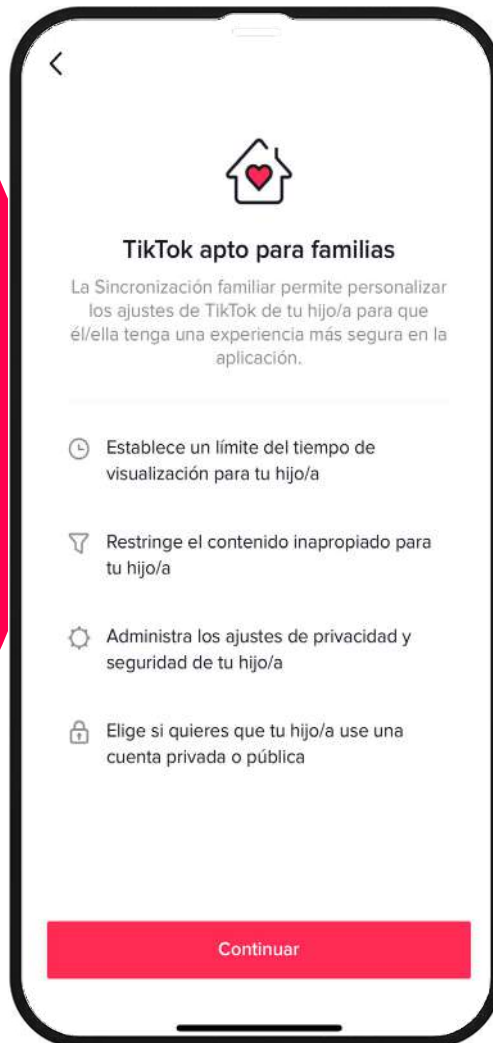 TikTok apto para familias
La Sincronización familiar permite personalizar
los ajustes de TikTok de tu hijo/a para que
él/ella tenga una experiencia más segura en la
aplicación.
Establece un límite del tiempo de
visualización para tu hijo/a
Restringe el contenido inapropiado para
tu hijo/a
Administra los ajustes de privacidad y
seguridad de tu hijo/a
Elige si quieres que tu hijo/a use una
cuenta privada o pública
Continuar